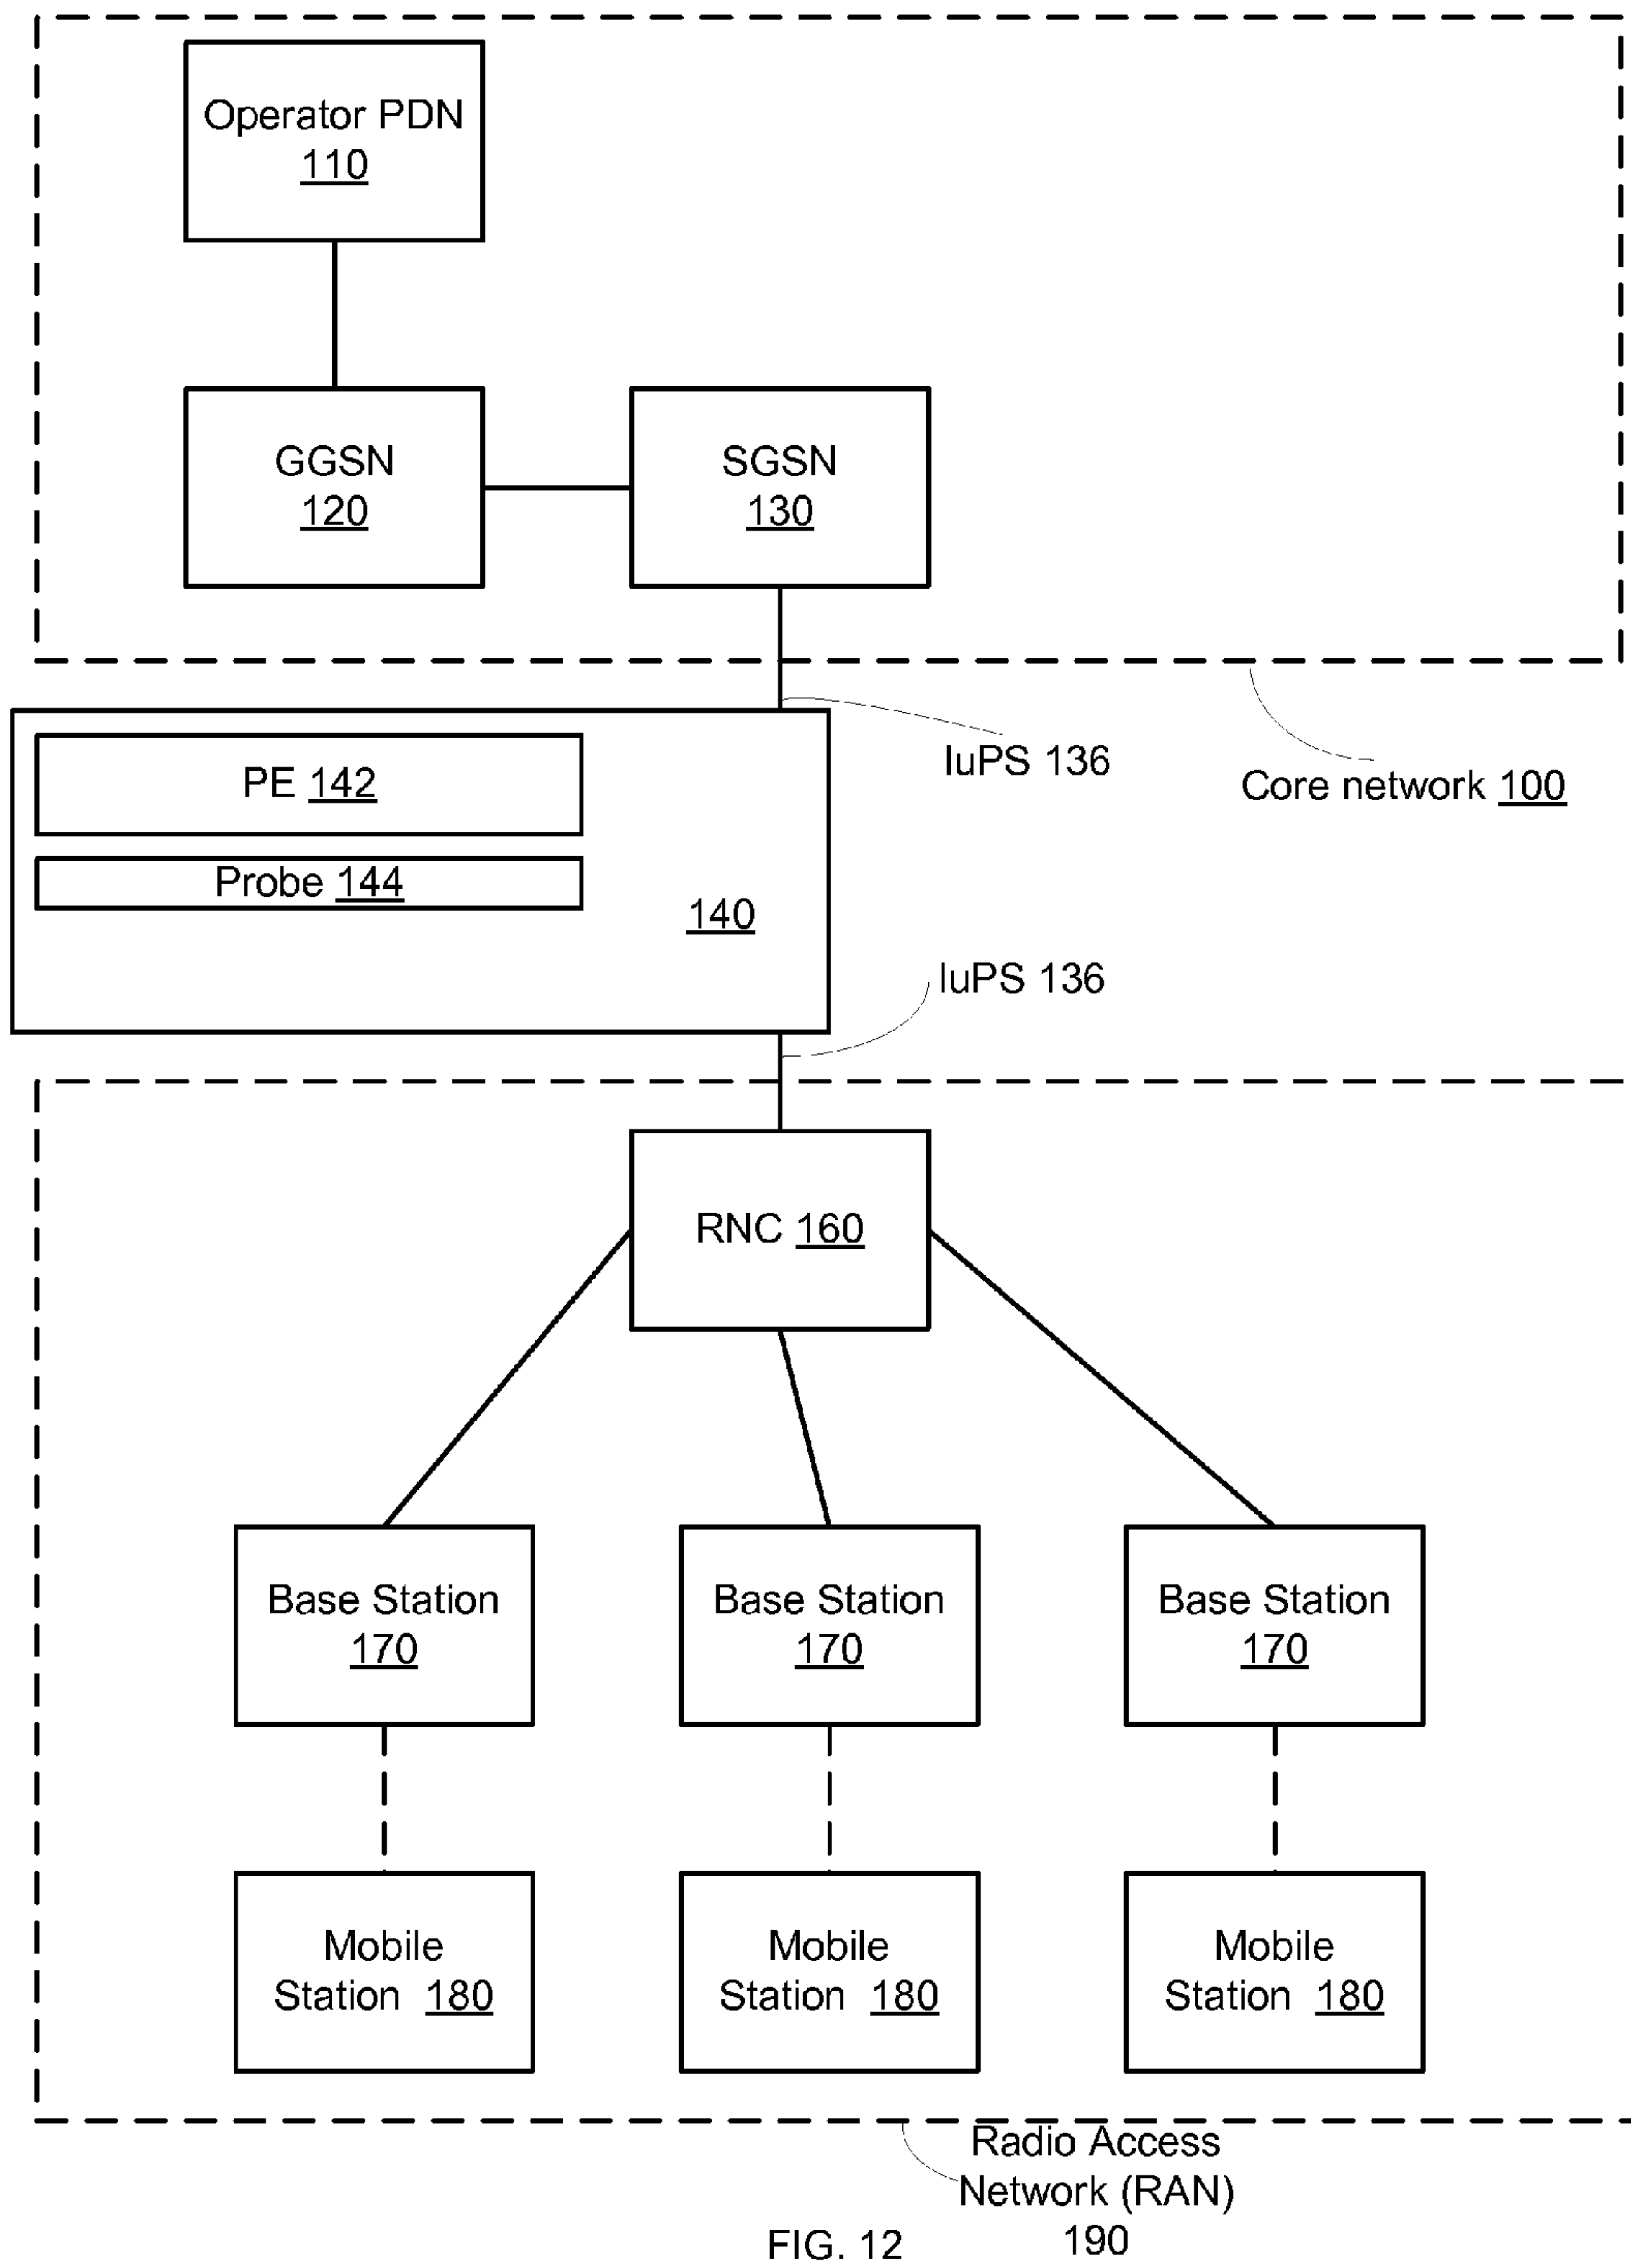 Operator PDN
110
GGSN
120
SGSN
130
IuPS 136
Core network 100
PE 142
Probe 144
140
IuPS 136
RNC 160
Base Station
170
Base Station
170
Base Station
170
Mobile
Station 180
Mobile
Station 180
Mobile
Station 180
Radio Access
Network (RAN)
190
FIG. 12